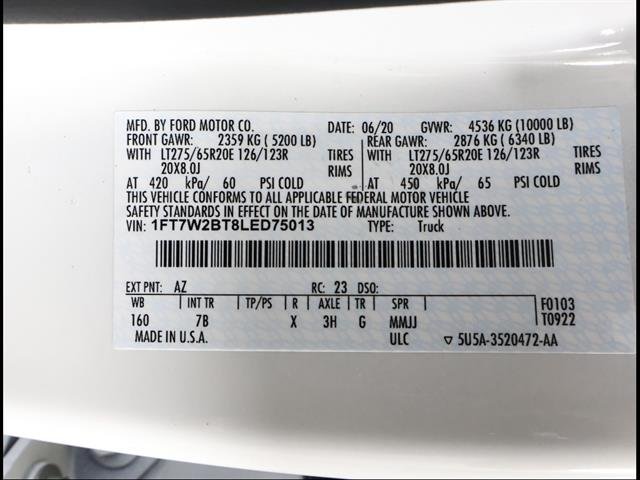 MFD. BY FORD MOTOR CO. DATE: 06/20 GVWR: 4536 KG (10000 LB)
FRONT GAWR: 2359 KG ( 5200 LB) REAR GAWR: 2876 KG ( 6340 LB)
WITH LT275/65R20E 126/123R TIRES WITH LT275/65R20E 126/123R TIRES
20X8.0J RIMS 20X8.0J RIMS
AT 420 kPa/ 60 PSI COLD AT 450 kPa/ 65 PSI COLD
THIS VEHICLE CONFORMS TO ALL APPLICABLE FEDERAL MOTOR VEHICLE
SAFETY STANDARDS IN EFFECT ON THE DATE OF MANUFACTURE SHOWN ABOVE.
VIN: 1FT7W2BT8LED75013 TYPE: Truck
EXT PNT: AZ RC: 23 DSO:
WB INT TR TP/PS R AXLE TR SPR F0103
160 7B X 3H G MMJJ T0922
MADE IN U.S.A. ULC ▽ 5U5A-3520472-AA